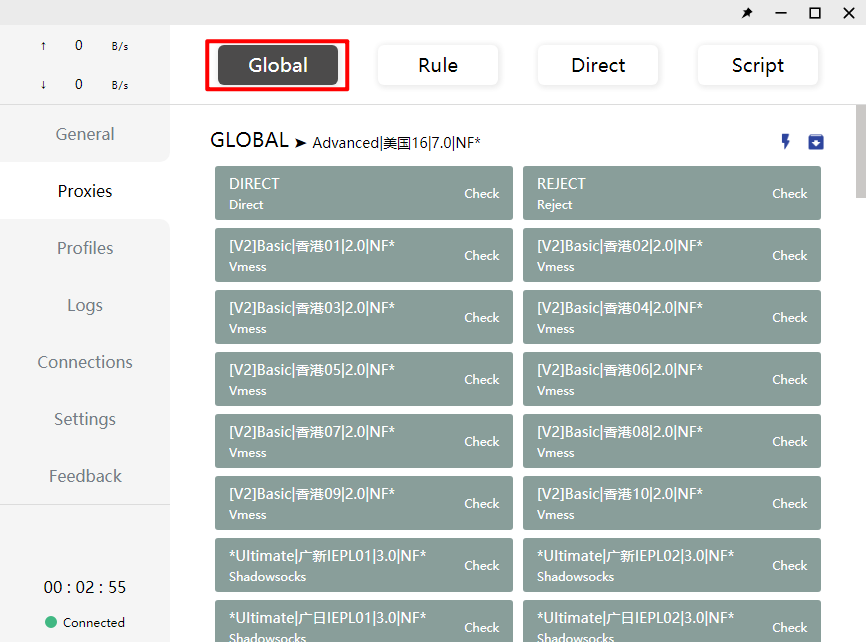 ↑ 0 B/s
↓ 0 B/s
General
Proxies
Profiles
Logs
Connections
Settings
Feedback
00 : 02 : 55
Connected
Global Rule Direct Script
GLOBAL ➤ Advanced|美国16|7.0|NF*
DIRECT
Direct
Check
REJECT
Reject
Check
[V2]Basic|香港01|2.0|NF*
Vmess
Check
[V2]Basic|香港02|2.0|NF*
Vmess
Check
[V2]Basic|香港03|2.0|NF*
Vmess
Check
[V2]Basic|香港04|2.0|NF*
Vmess
Check
[V2]Basic|香港05|2.0|NF*
Vmess
Check
[V2]Basic|香港06|2.0|NF*
Vmess
Check
[V2]Basic|香港07|2.0|NF*
Vmess
Check
[V2]Basic|香港08|2.0|NF*
Vmess
Check
[V2]Basic|香港09|2.0|NF*
Vmess
Check
[V2]Basic|香港10|2.0|NF*
Vmess
Check
*Ultimate|广新IEPL01|3.0|NF*
Shadowsocks
Check
*Ultimate|广新IEPL02|3.0|NF*
Shadowsocks
Check
*Ultimate|广日IEPL01|3.0|NF*
Shadowsocks
Check
*Ultimate|广日IEPL02|3.0|NF*
Shadowsocks
Check